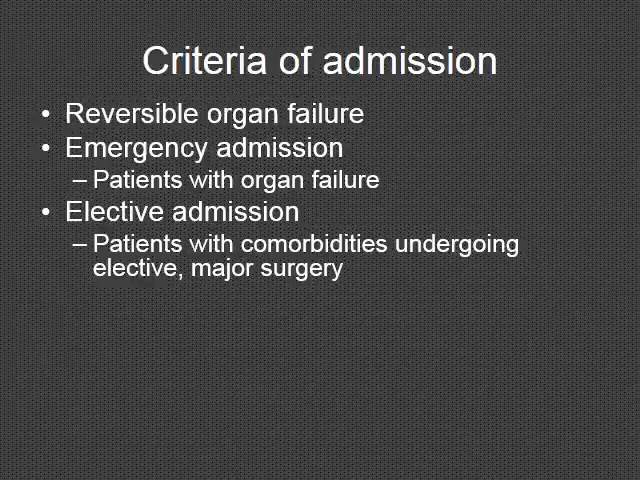 Criteria of admission
• Reversible organ failure
• Emergency admission
– Patients with organ failure
• Elective admission
– Patients with comorbidities undergoing
elective, major surgery